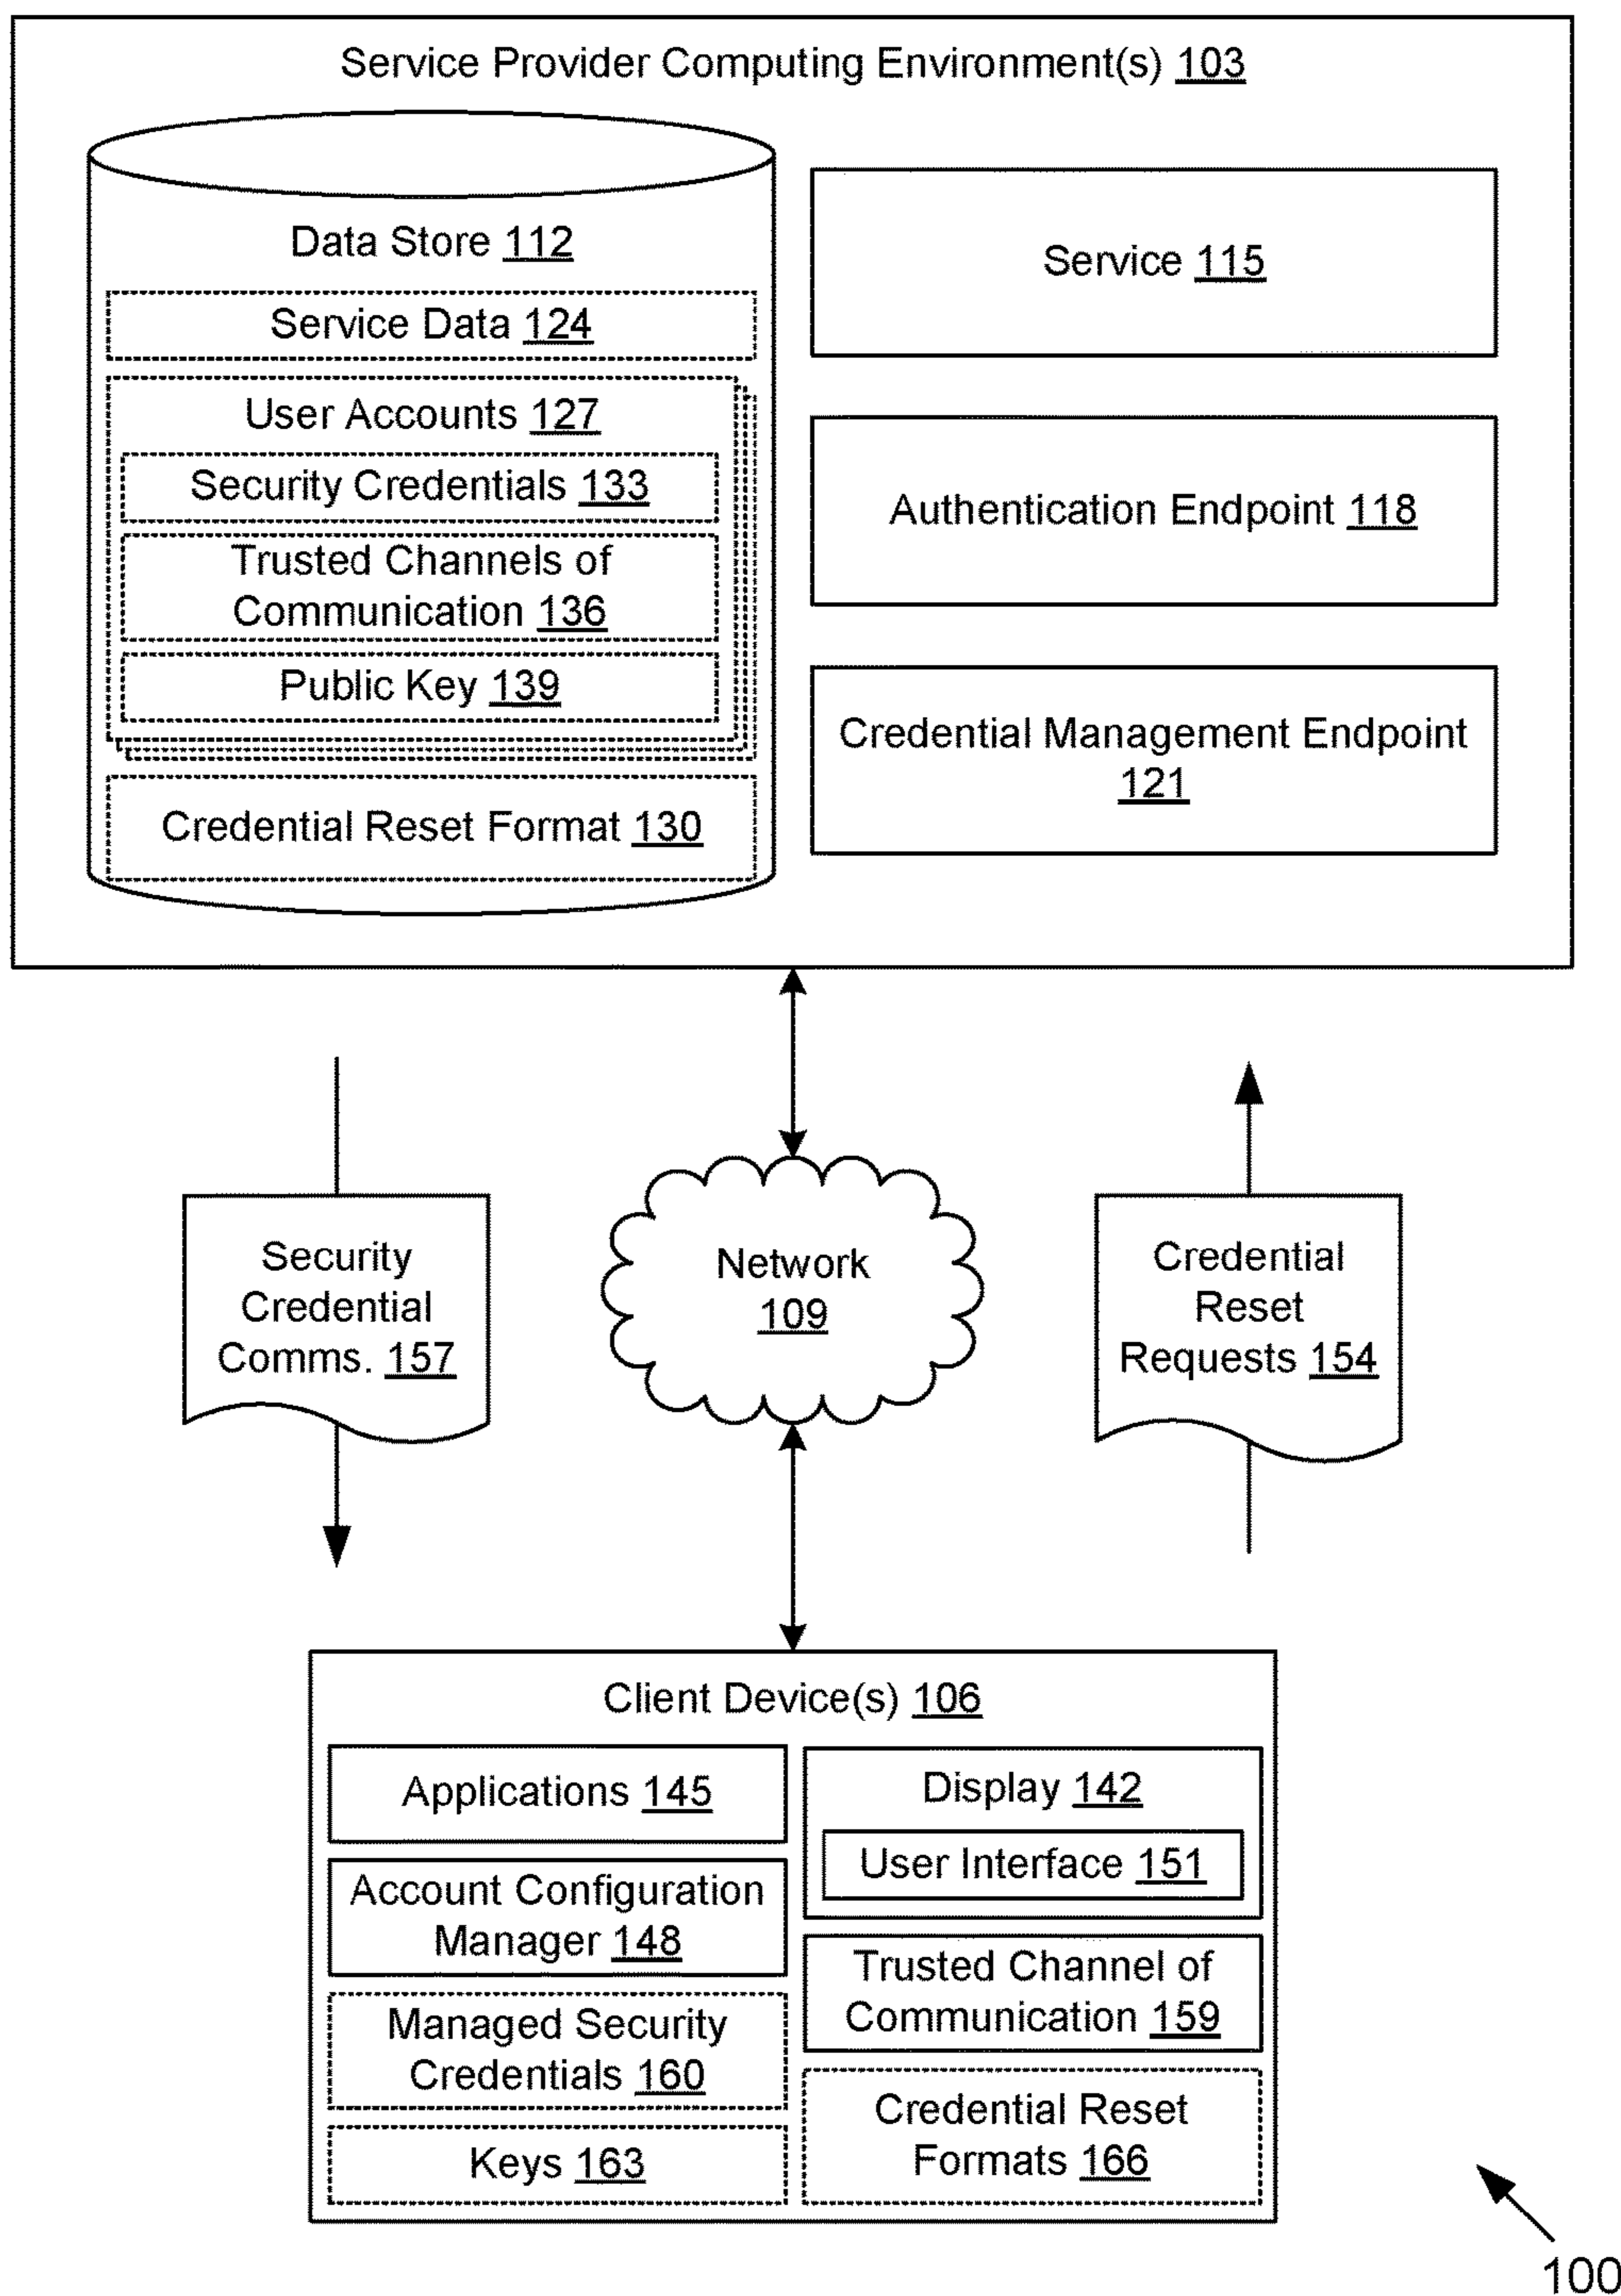 Service Provider Computing Environment(s) 103
Data Store 112
Service Data 124
User Accounts 127
Security Credentials 133
Trusted Channels of
Communication 136
Public Key 139
Credential Reset Format 130
Service 115
Authentication Endpoint 118
Credential Management Endpoint
121
Security
Credential
Comms. 157
Network
109
Credential
Reset
Requests 154
Client Device(s) 106
Applications 145
Account Configuration
Manager 148
Managed Security
Credentials 160
Keys 163
Display 142
User Interface 151
Trusted Channel of
Communication 159
Credential Reset
Formats 166
100